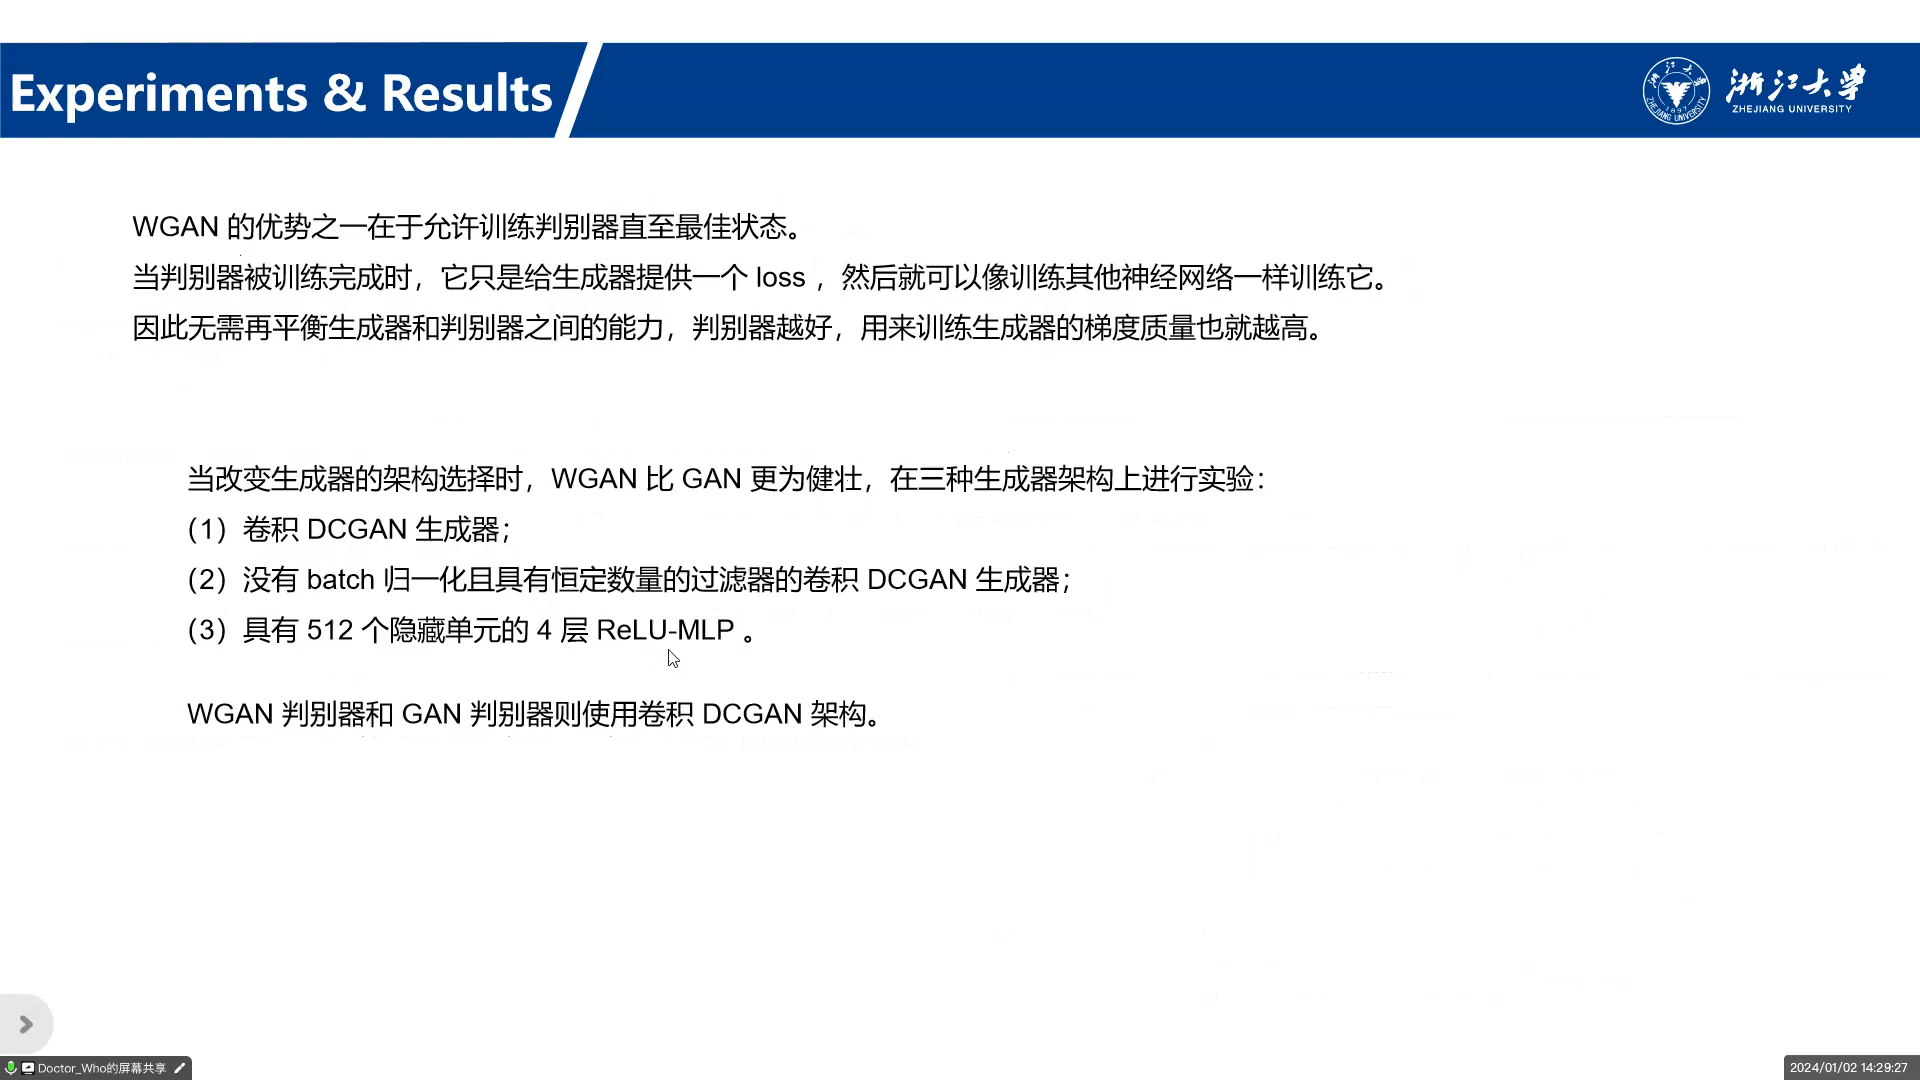 Experiments & Results
浙江大学
ZHEJIANG UNIVERSITY
ZHEJIANG UNIVERSITY
1897
WGAN 的优势之一在于允许训练判别器直至最佳状态。
当判别器被训练完成时，它只是给生成器提供一个 loss ，然后就可以像训练其他神经网络一样训练它。
因此无需再平衡生成器和判别器之间的能力，判别器越好，用来训练生成器的梯度质量也就越高。
当改变生成器的架构选择时，WGAN 比 GAN 更为健壮，在三种生成器架构上进行实验：
（1）卷积 DCGAN 生成器；
（2）没有 batch 归一化且具有恒定数量的过滤器的卷积 DCGAN 生成器；
（3）具有 512 个隐藏单元的 4 层 ReLU-MLP 。
WGAN 判别器和 GAN 判别器则使用卷积 DCGAN 架构。
Doctor_Who的屏幕共享
2024/01/02 14:29:27